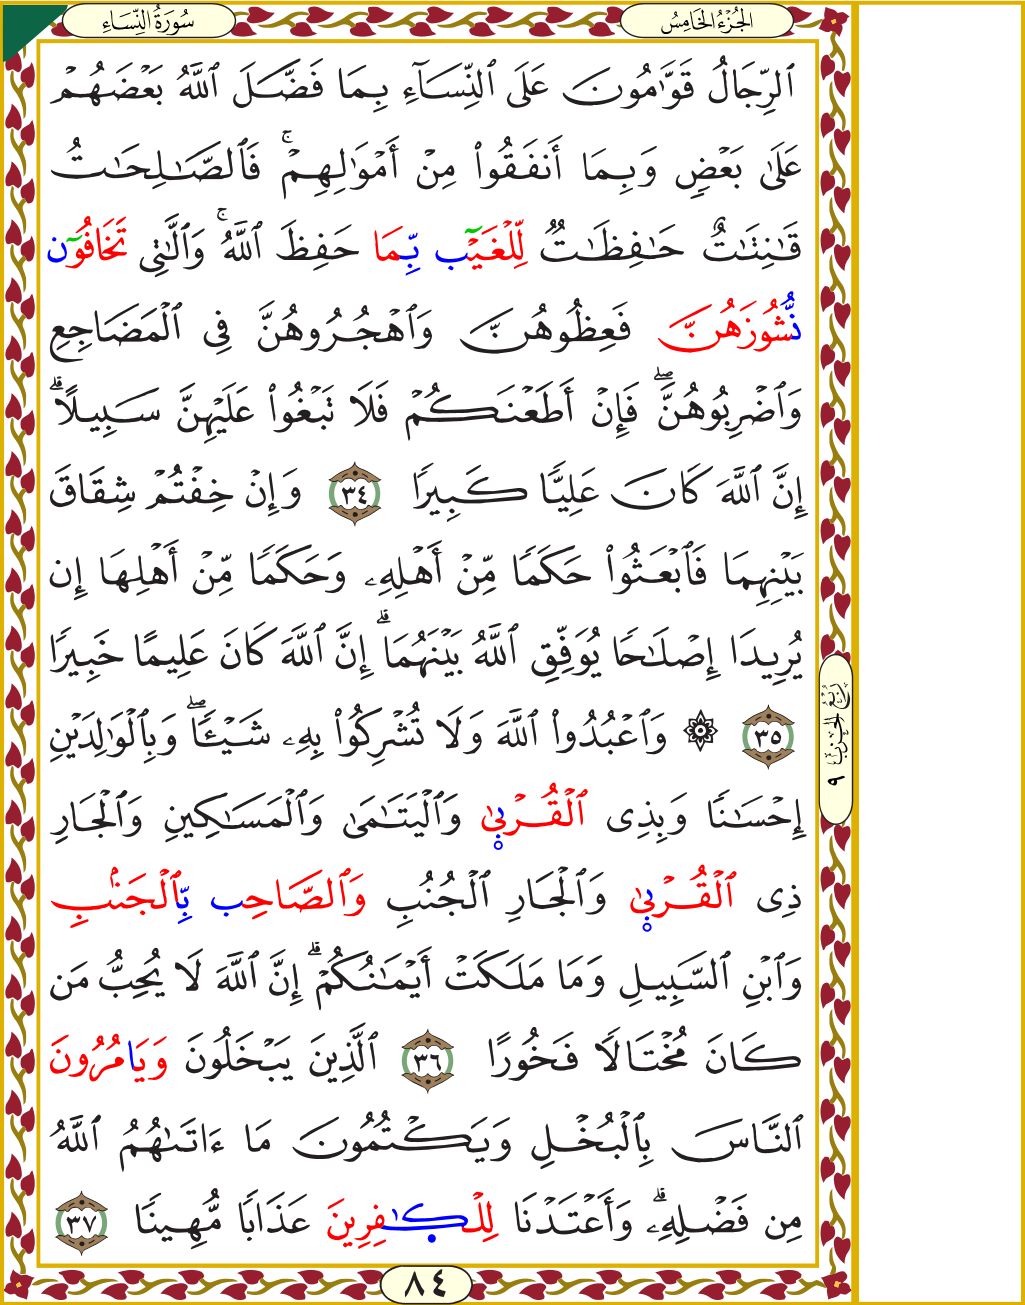 سُورَةُ النِّسَاءِ
الجُزْءُ الخَامِسُ
ٱلرِّجَالُ قَوَّٰمُونَ عَلَى ٱلنِّسَآءِ بِمَا فَضَّلَ ٱللَّهُ بَعْضَهُمْ
عَلَىٰ بَعْضٍ وَبِمَا أَنفَقُوا۟ مِنْ أَمْوَٰلِهِمْ ۚ فَٱلصَّـٰلِحَـٰتُ
قَـٰنِتَـٰتٌ حَـٰفِظَـٰتٌ لِّلْغَيْٓب بِّمَا حَفِظَ ٱللَّهُ ۚ وَٱلَّـٰتِى تَخَافُوٓن
نُّشُوزَهُنَّ فَعِظُوهُنَّ وَٱهْجُرُوهُنَّ فِى ٱلْمَضَاجِعِ
وَٱضْرِبُوهُنَّ ۖ فَإِنْ أَطَعْنَكُمْ فَلَا تَبْغُوا۟ عَلَيْهِنَّ سَبِيلًا ۗ
إِنَّ ٱللَّهَ كَانَ عَلِيًّا كَبِيرًا ٣٤ وَإِنْ خِفْتُمْ شِقَاقَ
بَيْنِهِمَا فَٱبْعَثُوا۟ حَكَمًا مِّنْ أَهْلِهِۦ وَحَكَمًا مِّنْ أَهْلِهَا إِن
يُرِيدَا إِصْلَـٰحًا يُوَفِّقِ ٱللَّهُ بَيْنَهُمَا ۗ إِنَّ ٱللَّهَ كَانَ عَلِيمًا خَبِيرًا
٣٥ ۞ وَٱعْبُدُوا۟ ٱللَّهَ وَلَا تُشْرِكُوا۟ بِهِۦ شَيْـًٔا ۖ وَبِٱلْوَٰلِدَيْنِ
إِحْسَـٰنًا وَبِذِى ٱلْقُرْبٜىٰ وَٱلْيَتَـٰمَىٰ وَٱلْمَسَـٰكِينِ وَٱلْجَارِ
ذِى ٱلْقُرْبٜىٰ وَٱلْجَارِ ٱلْجُنُبِ وَٱلصَّاحِب بِّٱلْجَنۢبِ
وَٱبْنِ ٱلسَّبِيلِ وَمَا مَلَكَتْ أَيْمَـٰنُكُمْ ۗ إِنَّ ٱللَّهَ لَا يُحِبُّ مَن
كَانَ مُخْتَالًا فَخُورًا ٣٦ ٱلَّذِينَ يَبْخَلُونَ وَيَامُرُونَ
ٱلنَّاسَ بِٱلْبُخْلِ وَيَكْتُمُونَ مَا ءَاتَىٰهُمُ ٱللَّهُ
مِن فَضْلِهِۦ ۗ وَأَعْتَدْنَا لِلْكَـٰفِرِينَ عَذَابًا مُّهِينًا ٣٧
رُبُعُ الحِزْبِ ٩
٨٤